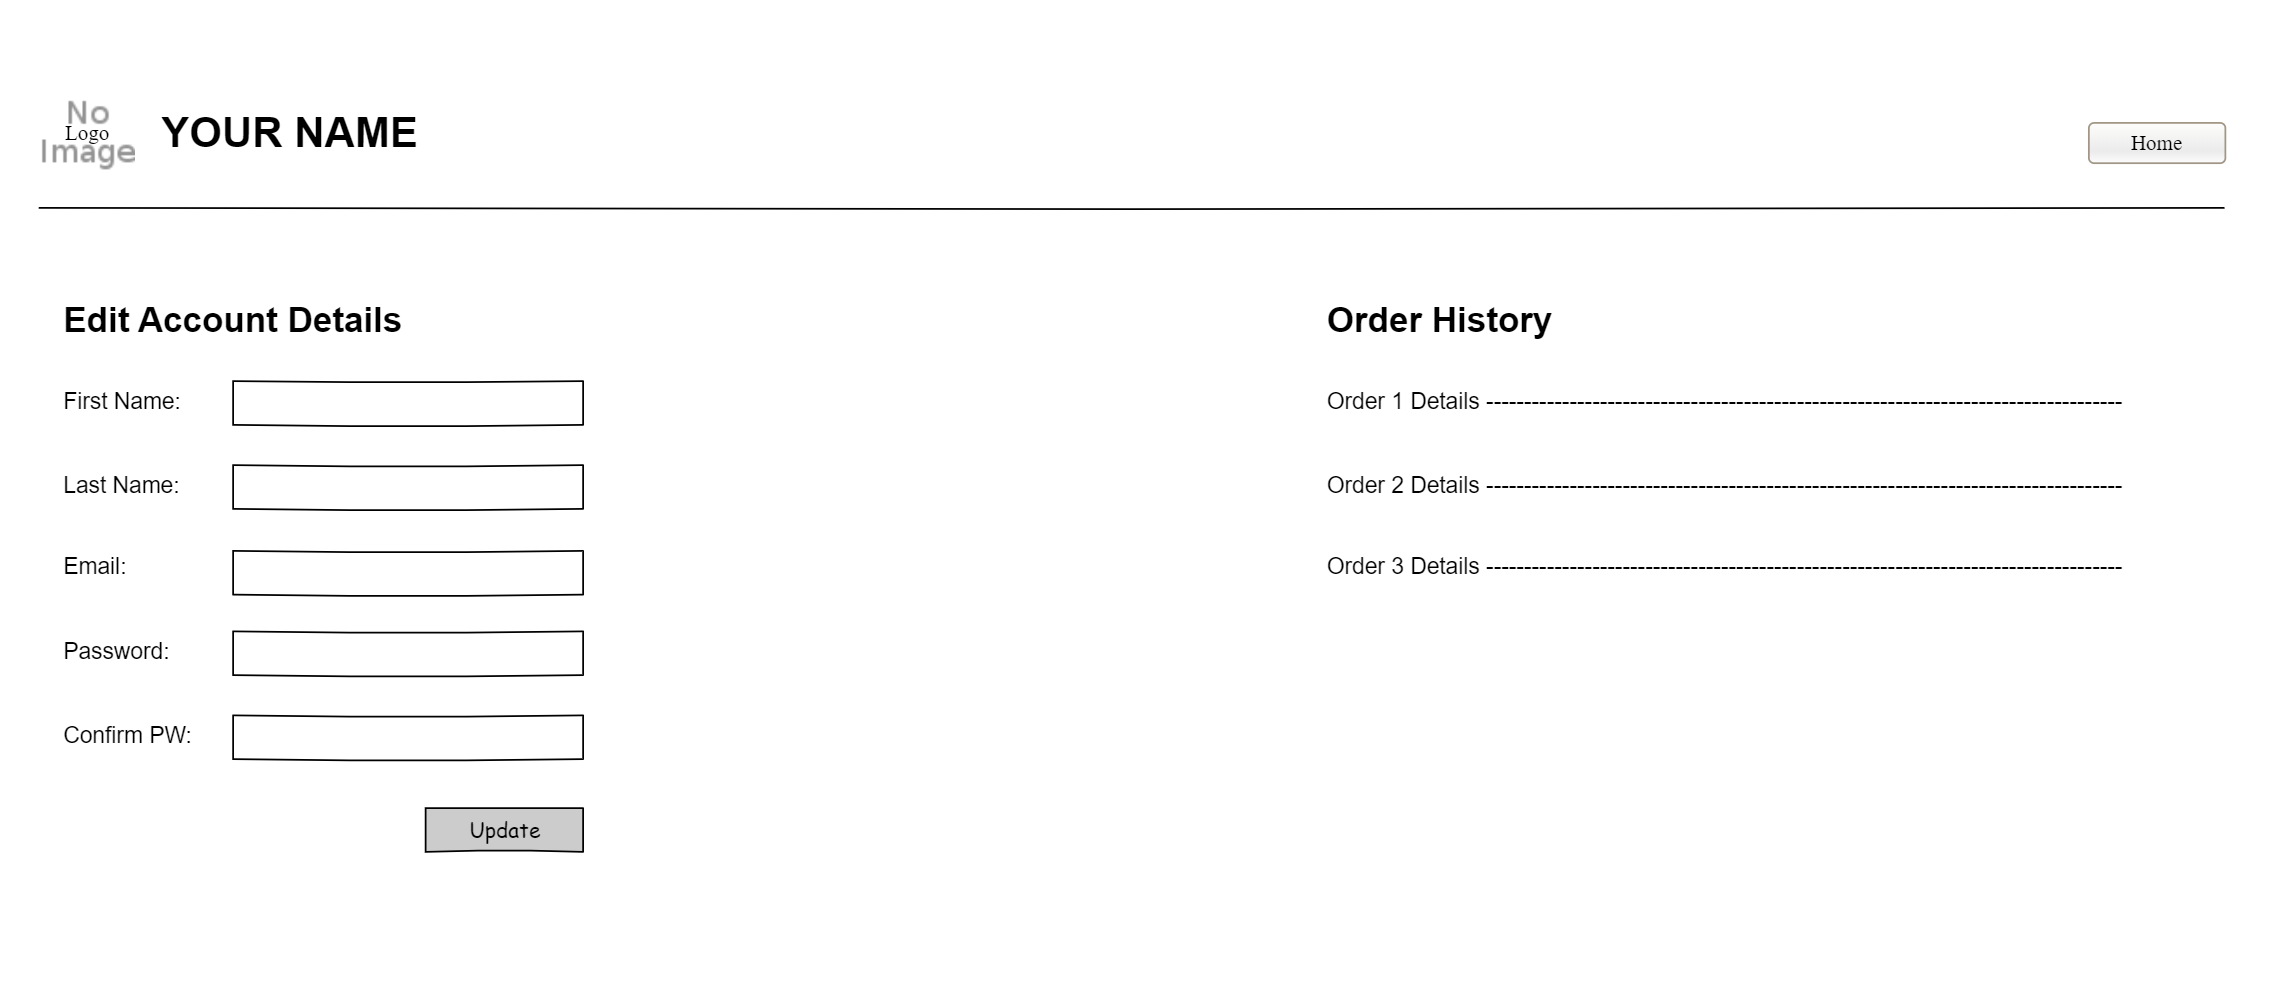 No
Logo
Image
YOUR NAME
Home
Edit Account Details
First Name:
Last Name:
Email:
Password:
Confirm PW:
Update
Order History
Order 1 Details ------------------------------------------------------------------------------------
Order 2 Details ------------------------------------------------------------------------------------
Order 3 Details ------------------------------------------------------------------------------------